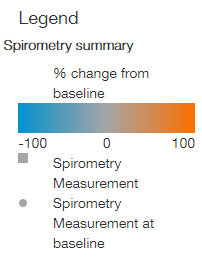 Legend
Spirometry summary
% change from
baseline
-100 0 100
Spirometry
Measurement
Spirometry
Measurement at
baseline